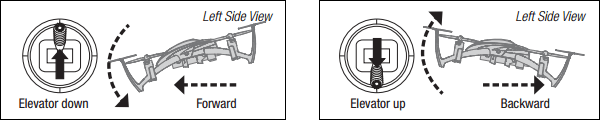 Left Side View
Elevator down
Forward
Left Side View
Elevator up
Backward